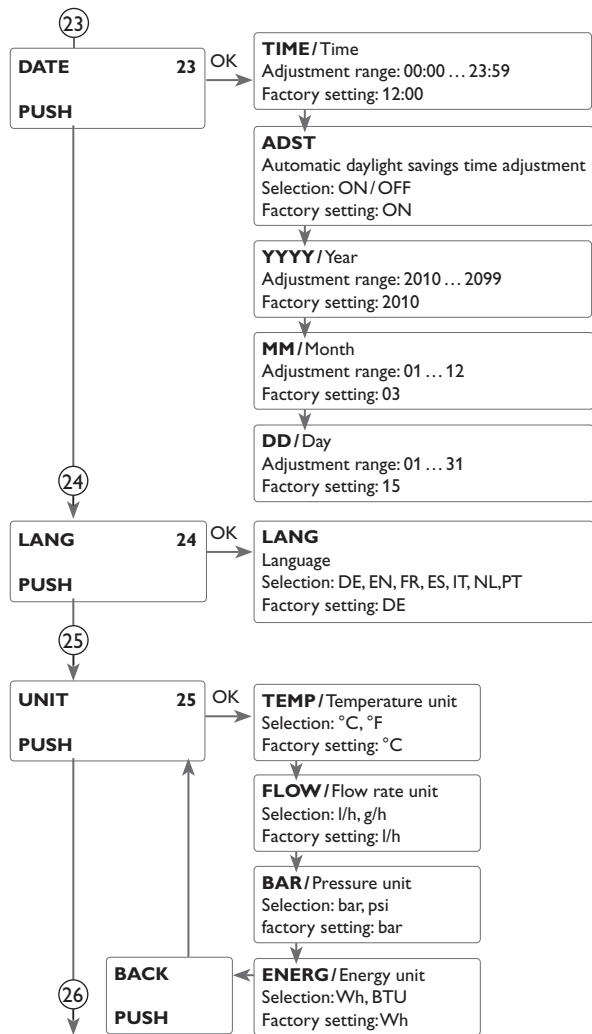 23
DATE 23
PUSH
OK
TIME / Time
Adjustment range: 00:00 … 23:59
Factory setting: 12:00
ADST
Automatic daylight savings time adjustment
Selection: ON / OFF
Factory setting: ON
YYYY / Year
Adjustment range: 2010 … 2099
Factory setting: 2010
MM / Month
Adjustment range: 01 … 12
Factory setting: 03
DD / Day
Adjustment range: 01 … 31
Factory setting: 15
24
LANG 24
PUSH
OK
LANG
Language
Selection: DE, EN, FR, ES, IT, NL,PT
Factory setting: DE
25
UNIT 25
PUSH
OK
TEMP / Temperature unit
Selection: °C, °F
Factory setting: °C
FLOW / Flow rate unit
Selection: l/h, g/h
Factory setting: l/h
BAR / Pressure unit
Selection: bar, psi
factory setting: bar
ENERG / Energy unit
Selection: Wh, BTU
Factory setting: Wh
BACK
PUSH
26